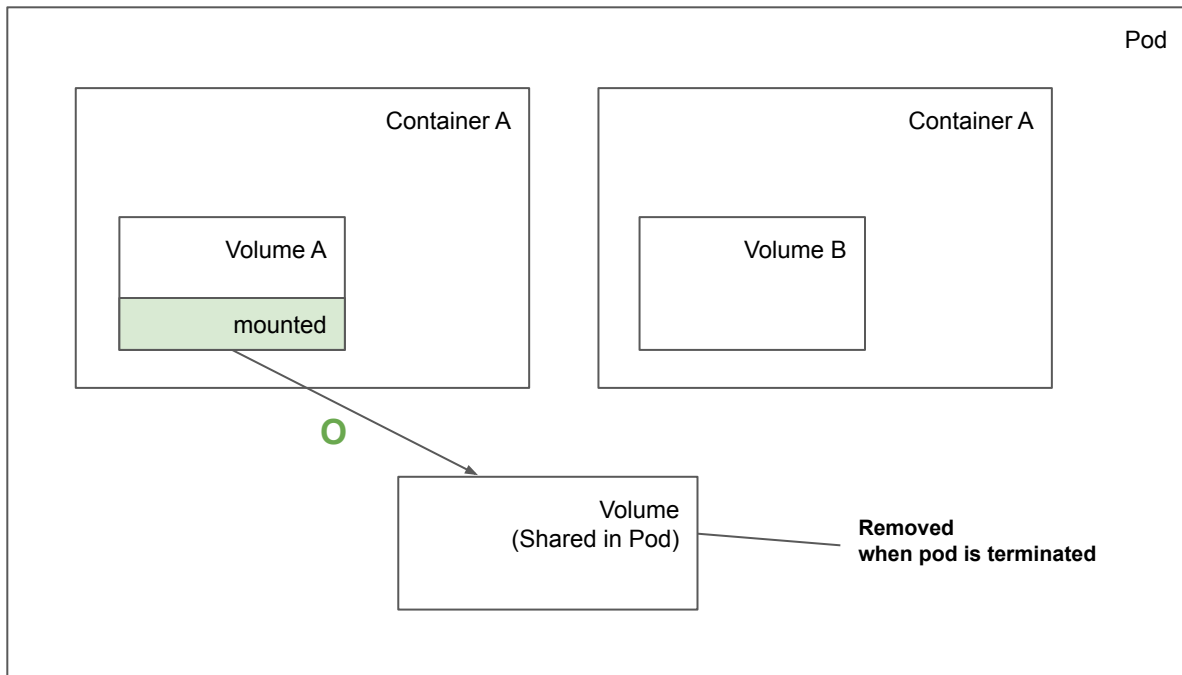 Pod
Container A
Container A
Volume A
mounted
Volume B
O
Volume
(Shared in Pod)
Removed
when pod is terminated